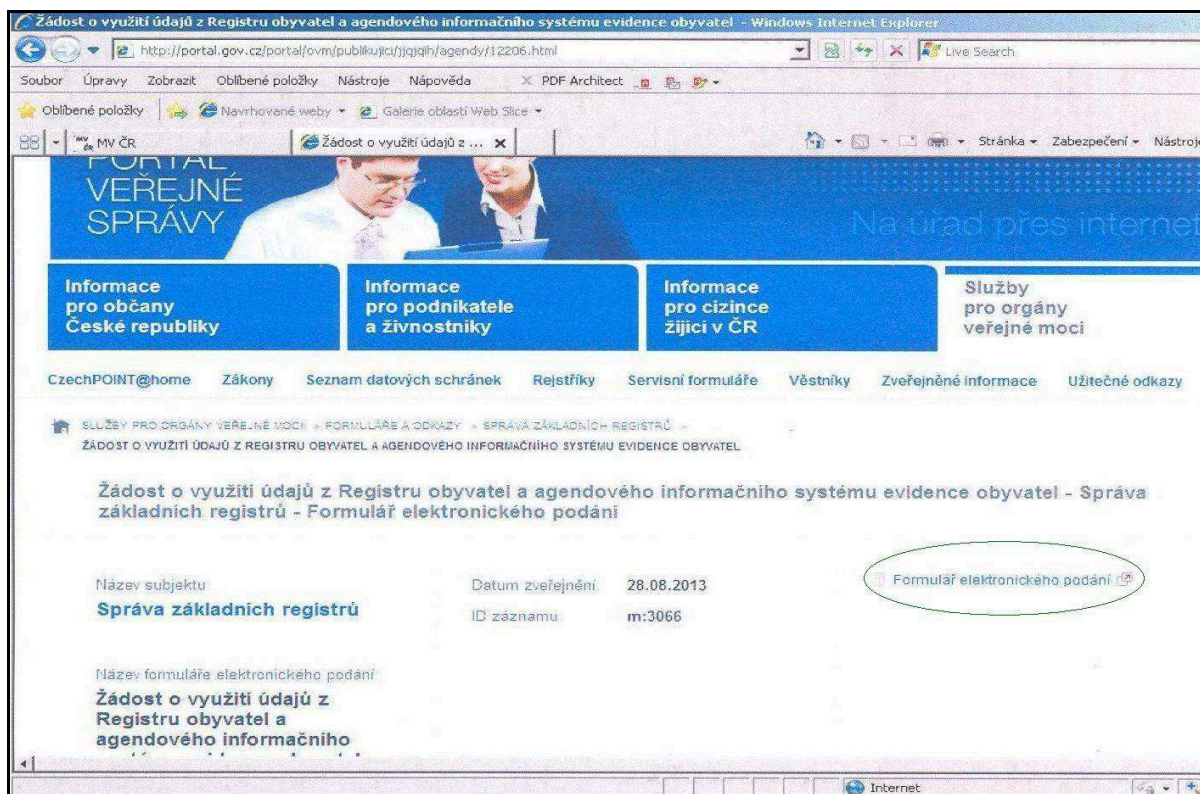 Žádost o využití údajů z Registru obyvatel a agendového informačního systému evidence obyvatel - Windows Internet Explorer
http://portal.gov.cz/portal/ovm/publikujici/jjqjqih/agendy/12206.html
Live Search
Soubor Úpravy Zobrazit Oblíbené položky Nástroje Nápověda
PDF Architect
Oblíbené položky Navrhované weby Galerie oblastí Web Slice
MV ČR
Žádost o využití údajů z ...
Stránka Zabezpečení Nástroje
PORTÁL
VEŘEJNÉ
SPRÁVY
Na úřad přes internet
Informace
pro občany
České republiky
Informace
pro podnikatele
a živnostníky
Informace
pro cizince
žijící v ČR
Služby
pro orgány
veřejné moci
CzechPOINT@home Zákony Seznam datových schránek Rejstříky Servisní formuláře Věstníky Zveřejněné informace Užitečné odkazy
SLUŽBY PRO ORGÁNY VEŘEJNÉ MOCI > FORMULÁŘE A ODKAZY > SPRÁVA ZÁKLADNÍCH REGISTRŮ >
ŽÁDOST O VYUŽITÍ ÚDAJŮ Z REGISTRU OBYVATEL A AGENDOVÉHO INFORMAČNÍHO SYSTÉMU EVIDENCE OBYVATEL
Žádost o využití údajů z Registru obyvatel a agendového informačního systému evidence obyvatel - Správa
základních registrů - Formulář elektronického podání
Název subjektu
Správa základních registrů
Datum zveřejnění 28.08.2013
ID záznamu m:3066
Formulář elektronického podání
Název formuláře elektronického podání
Žádost o využití údajů z
Registru obyvatel a
agendového informačního
Internet